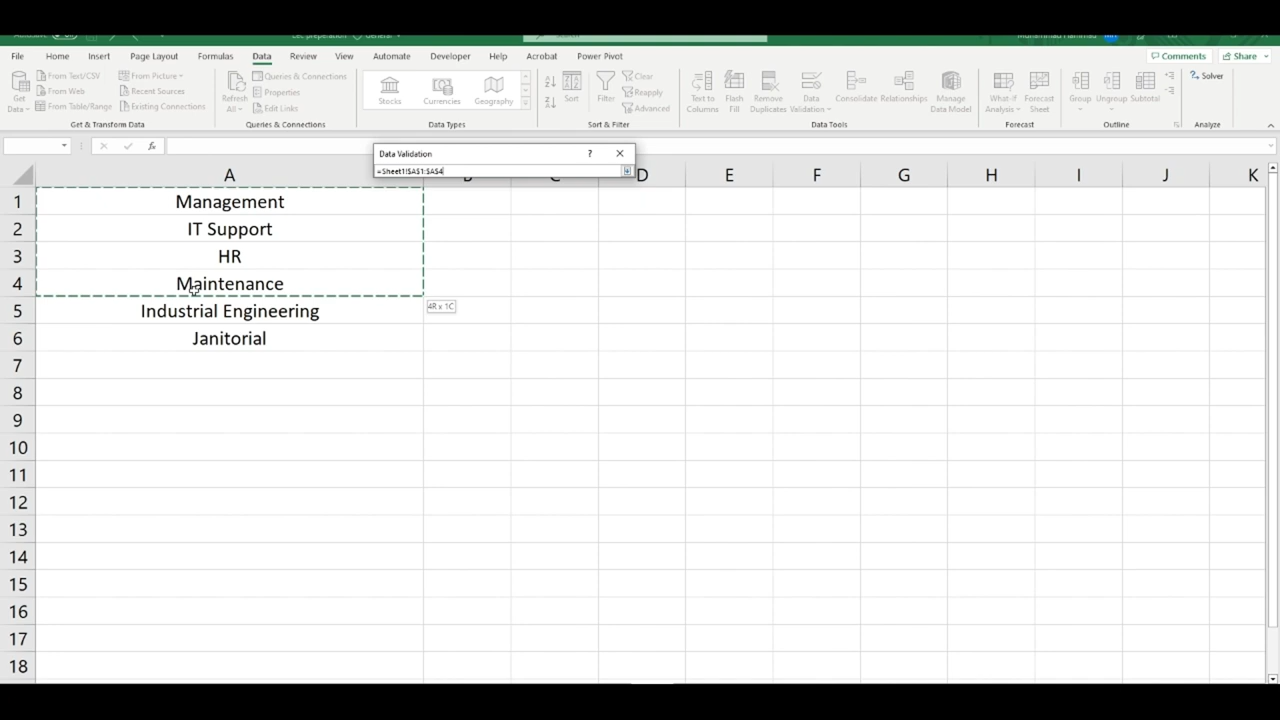 File Home Insert Page Layout Formulas Data Review View Automate Developer Help Acrobat Power Pivot Comments Share
Get Data
From Text/CSV
From Web
From Table/Range
From Picture
Recent Sources
Existing Connections
Get & Transform Data
Refresh All
Queries & Connections
Properties
Edit Links
Queries & Connections
Stocks Currencies Geography
Data Types
Sort Filter
Clear
Reapply
Advanced
Sort & Filter
Text to Columns
Flash Fill
Remove Duplicates
Data Validation
Consolidate
Relationships
Manage Data Model
Data Tools
What-If Analysis
Forecast Sheet
Forecast
Group Ungroup Subtotal
Outline
Solver
Analyze
fx
Data Validation ?
=Sheet1!$A$1:$A$4
A D E F G H I J K
1 Management
2 IT Support
3 HR
4 Maintenance
4R x 1C
5 Industrial Engineering
6 Janitorial
7
8
9
10
11
12
13
14
15
16
17
18